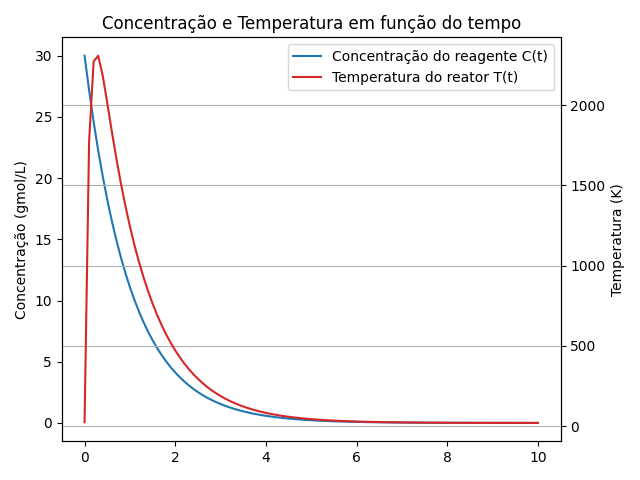 Concentração e Temperatura em função do tempo
Concentração do reagente C(t)
Temperatura do reator T(t)
Concentração (gmol/L)
30
25
20
15
10
5
0
2000
1500
1000
500
0
Temperatura (K)
0 2 4 6 8 10